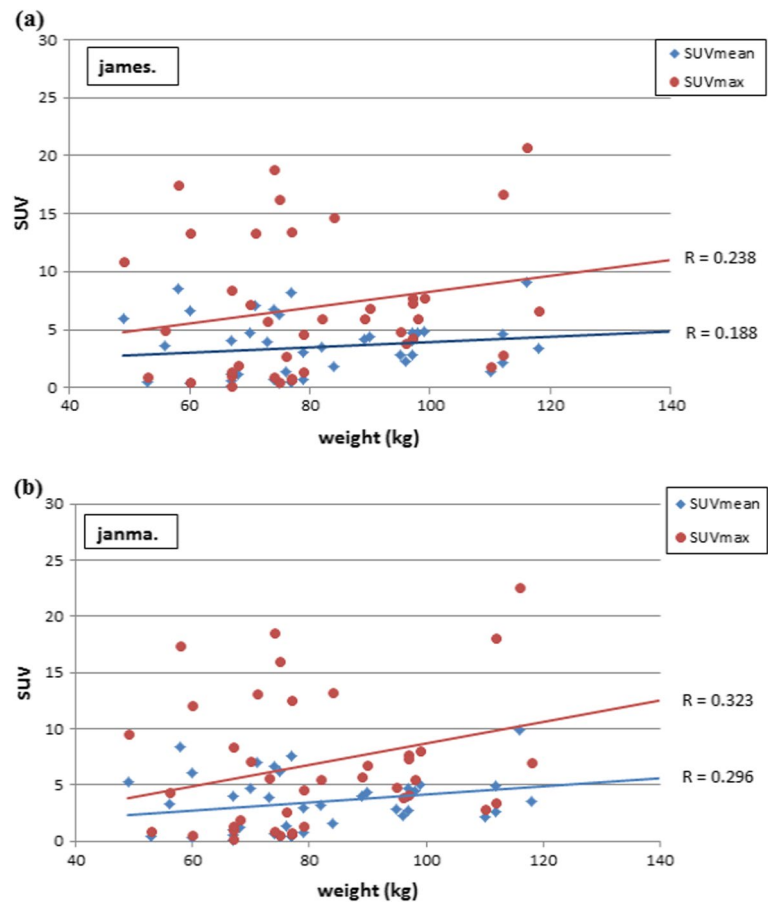 (a)
30
james.
SUVmean
SUVmax
25
20
15
SUV
10
R = 0.238
5
R = 0.188
0
40 60 80 100 120 140
weight (kg)
(b)
30
janma.
SUVmean
SUVmax
25
20
15
SUV
R = 0.323
10
R = 0.296
5
0
40 60 80 100 120 140
weight (kg)